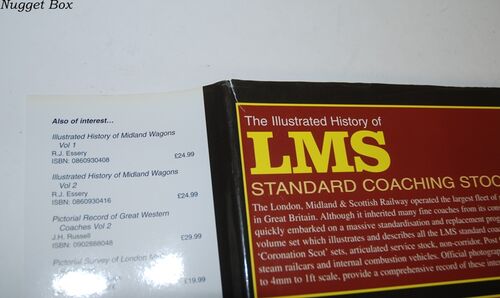 Nugget Box
Also of interest...
Illustrated History of Midland Wagons
Vol 1
R.J. Essery £24.99
ISBN: 0860930408
Illustrated History of Midland Wagons
Vol 2
R.J. Essery £24.99
ISBN: 0860930416
Pictorial Record of Great Western
Coaches Vol 2
J.H. Russell £29.99
ISBN: 0902888048
Pictorial Survey of London M
£19.99
The Illustrated History of
LMS
STANDARD COACHING STOC
The London, Midland & Scottish Railway operated the largest fleet of
in Great Britain. Although it inherited many fine coaches from its con
quickly embarked on a massive standardisation and replacement pro
volume set which illustrates and describes all the LMS standard coac
'Coronation Scot' sets, articulated service stock, non-corridor, Post
steam railcars and internal combustion vehicles. Official photograp
to 4mm to 1ft scale, provide a comprehensive record of these inte